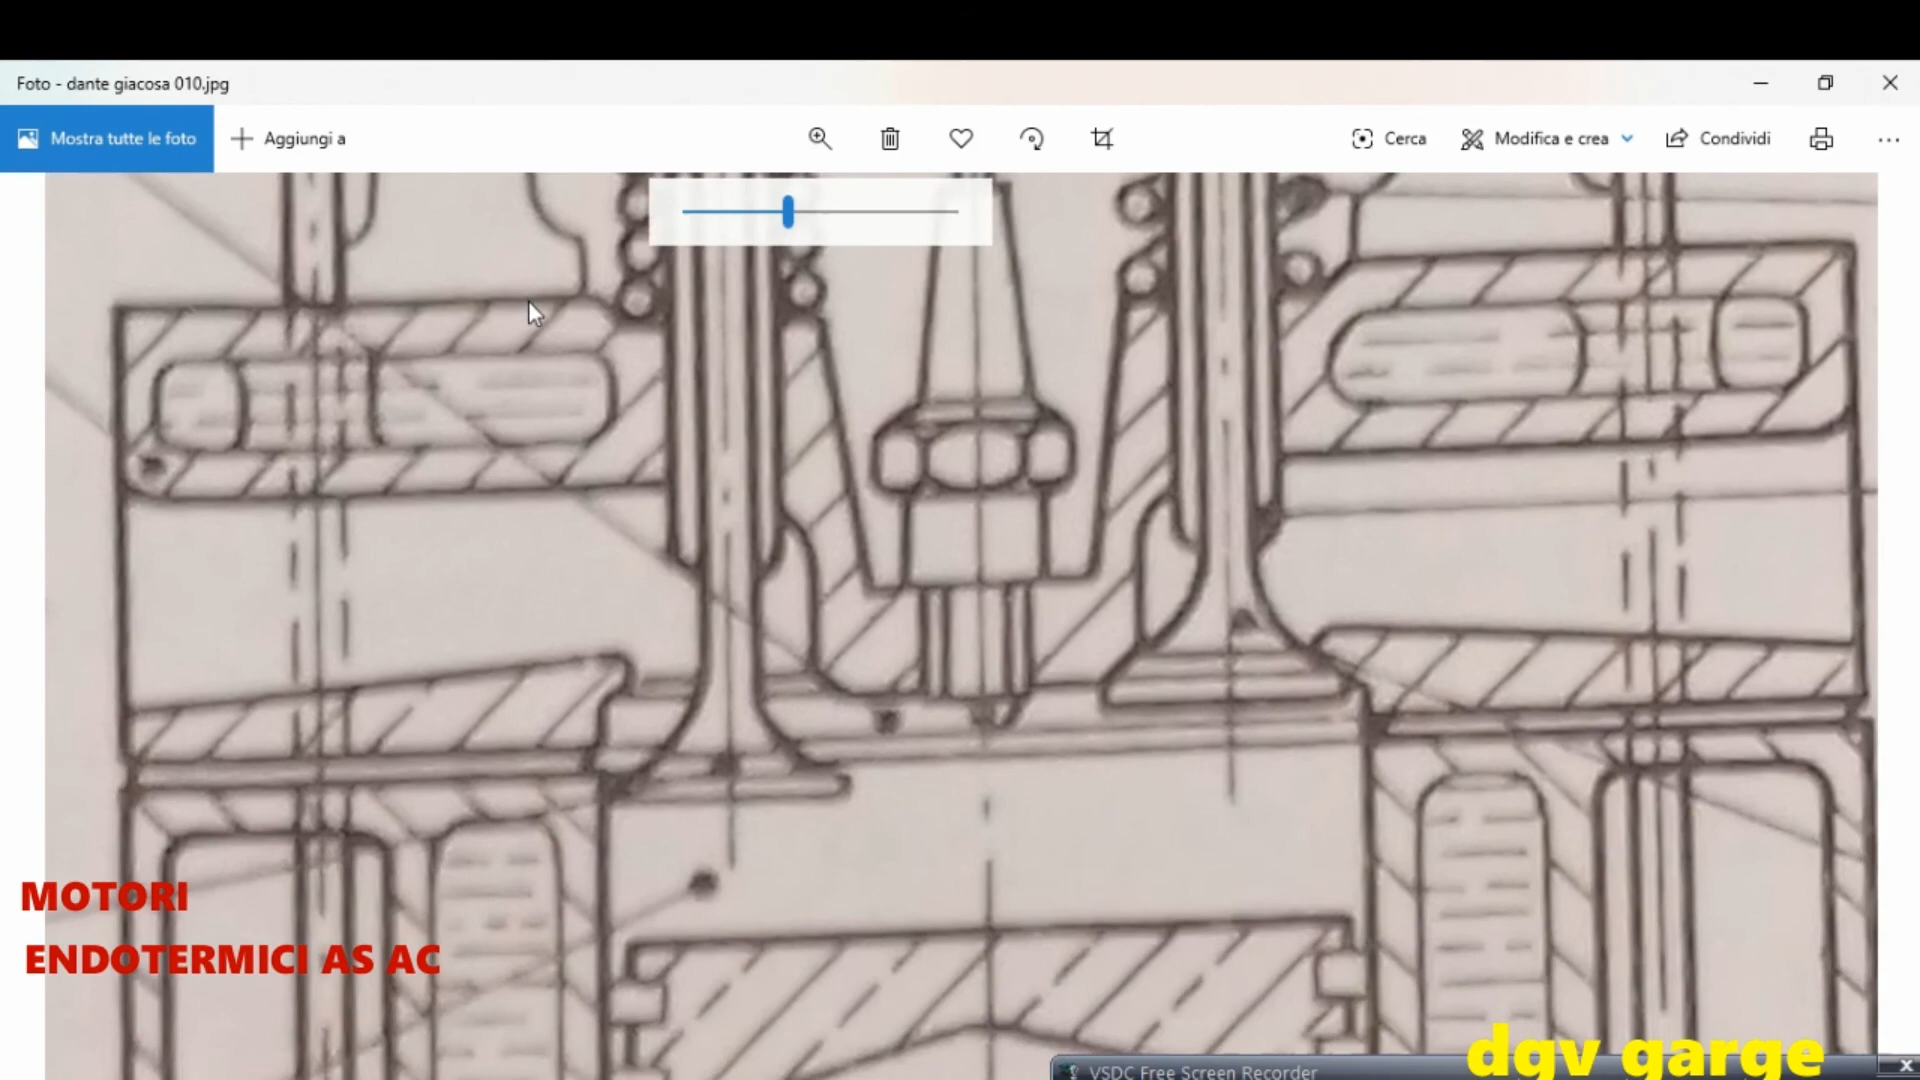 Foto - dante giacosa 010.jpg
Mostra tutte le foto
Aggiungi a
Cerca
Modifica e crea
Condividi
MOTORI
ENDOTERMICI AS AC
dgv garge
VSDC Free Screen Recorder